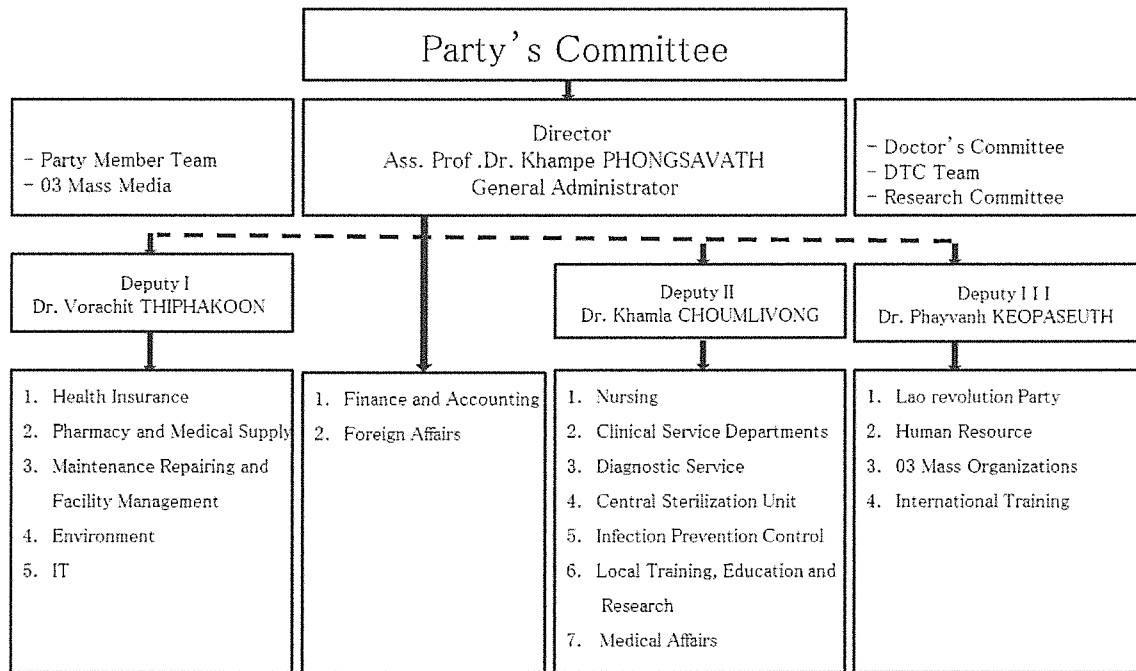 Party's Committee
- Party Member Team
- 03 Mass Media
Director
Ass. Prof .Dr. Khampe PHONGSAVATH
General Administrator
- Doctor's Committee
- DTC Team
- Research Committee
Deputy I
Dr. Vorachit THIPHAKOON
Deputy II
Dr. Khamla CHOUMLIVONG
Deputy I I I
Dr. Phayvanh KEOPASEUTH
1. Health Insurance
2. Pharmacy and Medical Supply
3. Maintenance Repairing and
Facility Management
4. Environment
5. IT
1. Finance and Accounting
2. Foreign Affairs
1. Nursing
2. Clinical Service Departments
3. Diagnostic Service
4. Central Sterilization Unit
5. Infection Prevention Control
6. Local Training, Education and
Research
7. Medical Affairs
1. Lao revolution Party
2. Human Resource
3. 03 Mass Organizations
4. International Training